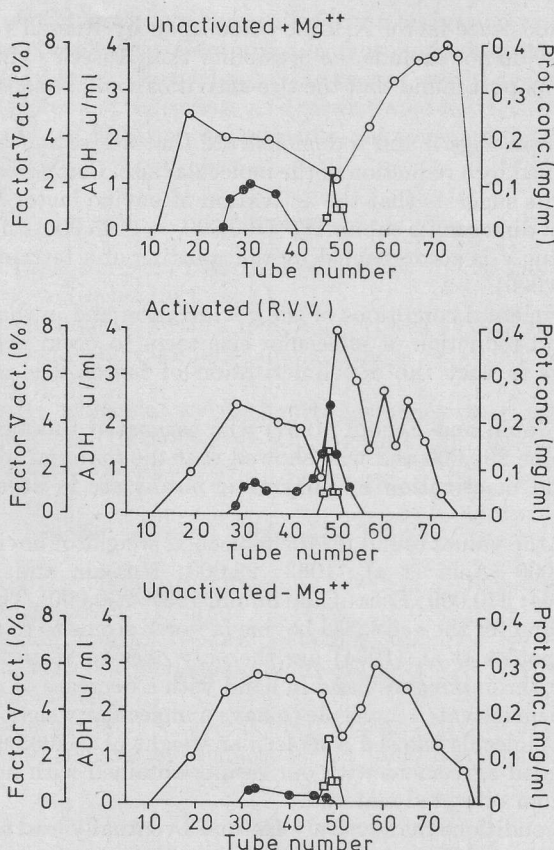 Unactivated + Mg++
Factor V act. (%)
8
6
4
2
0
ADH u/ml
4
3
2
1
0
Prot.conc.(mg/ml)
0,4
0,3
0,2
0,1
0
10 20 30 40 50 60 70
Tube number
Activated (R.V.V.)
Factor V act. (%)
8
6
4
2
0
ADH u/ml
4
3
2
1
0
Prot.conc.(mg/ml)
0,4
0,3
0,2
0,1
0
10 20 30 40 50 60 70
Tube number
Unactivated - Mg++
Factor V act.(%)
8
6
4
2
0
ADH u/ml
4
3
2
1
0
Prot.conc.(mg/ml)
0,4
0,3
0,2
0,1
0
10 20 30 40 50 60 70
Tube number